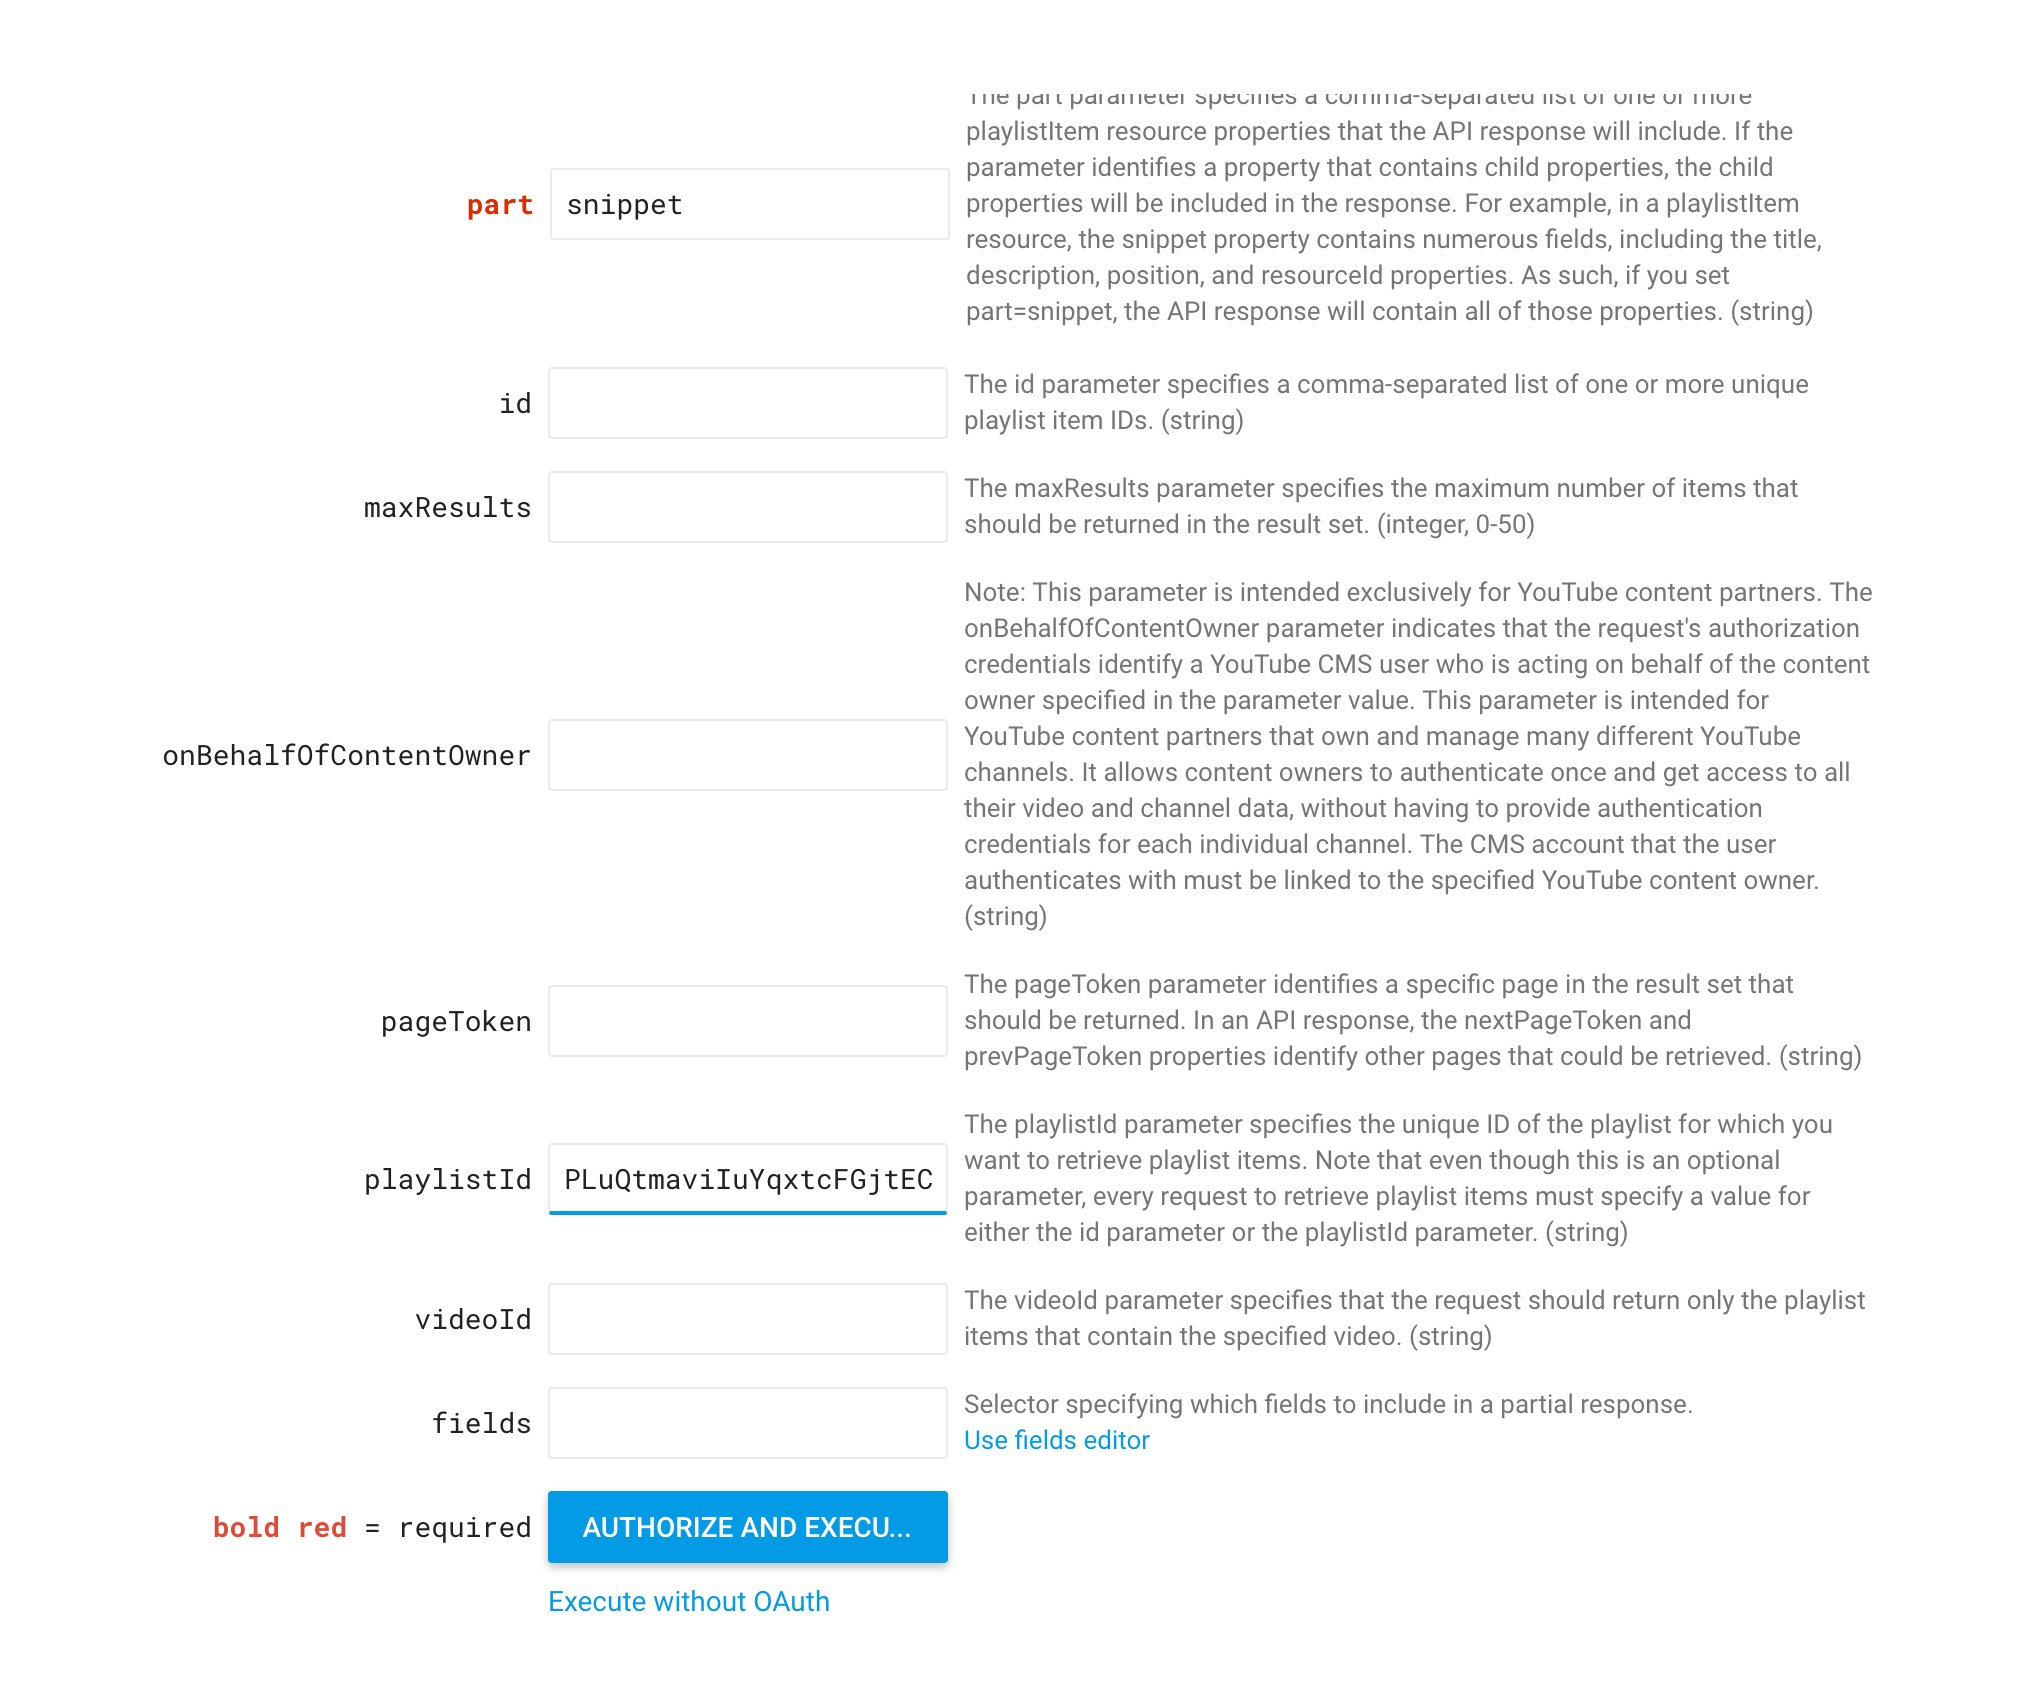 The part parameter specifies a comma-separated list of one or more
playlistItem resource properties that the API response will include. If the
parameter identifies a property that contains child properties, the child
part snippet properties will be included in the response. For example, in a playlistItem
resource, the snippet property contains numerous fields, including the title,
description, position, and resourceId properties. As such, if you set
part=snippet, the API response will contain all of those properties. (string)
id
The id parameter specifies a comma-separated list of one or more unique
playlist item IDs. (string)
maxResults
The maxResults parameter specifies the maximum number of items that
should be returned in the result set. (integer, 0-50)
onBehalfOfContentOwner
Note: This parameter is intended exclusively for YouTube content partners. The
onBehalfOfContentOwner parameter indicates that the request's authorization
credentials identify a YouTube CMS user who is acting on behalf of the content
owner specified in the parameter value. This parameter is intended for
YouTube content partners that own and manage many different YouTube
channels. It allows content owners to authenticate once and get access to all
their video and channel data, without having to provide authentication
credentials for each individual channel. The CMS account that the user
authenticates with must be linked to the specified YouTube content owner.
(string)
pageToken
The pageToken parameter identifies a specific page in the result set that
should be returned. In an API response, the nextPageToken and
prevPageToken properties identify other pages that could be retrieved. (string)
playlistId PLuQtmaviIuYqxtcFGjtEC
The playlistId parameter specifies the unique ID of the playlist for which you
want to retrieve playlist items. Note that even though this is an optional
parameter, every request to retrieve playlist items must specify a value for
either the id parameter or the playlistId parameter. (string)
videoId
The videoId parameter specifies that the request should return only the playlist
items that contain the specified video. (string)
fields
Selector specifying which fields to include in a partial response.
Use fields editor
bold red = required AUTHORIZE AND EXECU...
Execute without OAuth